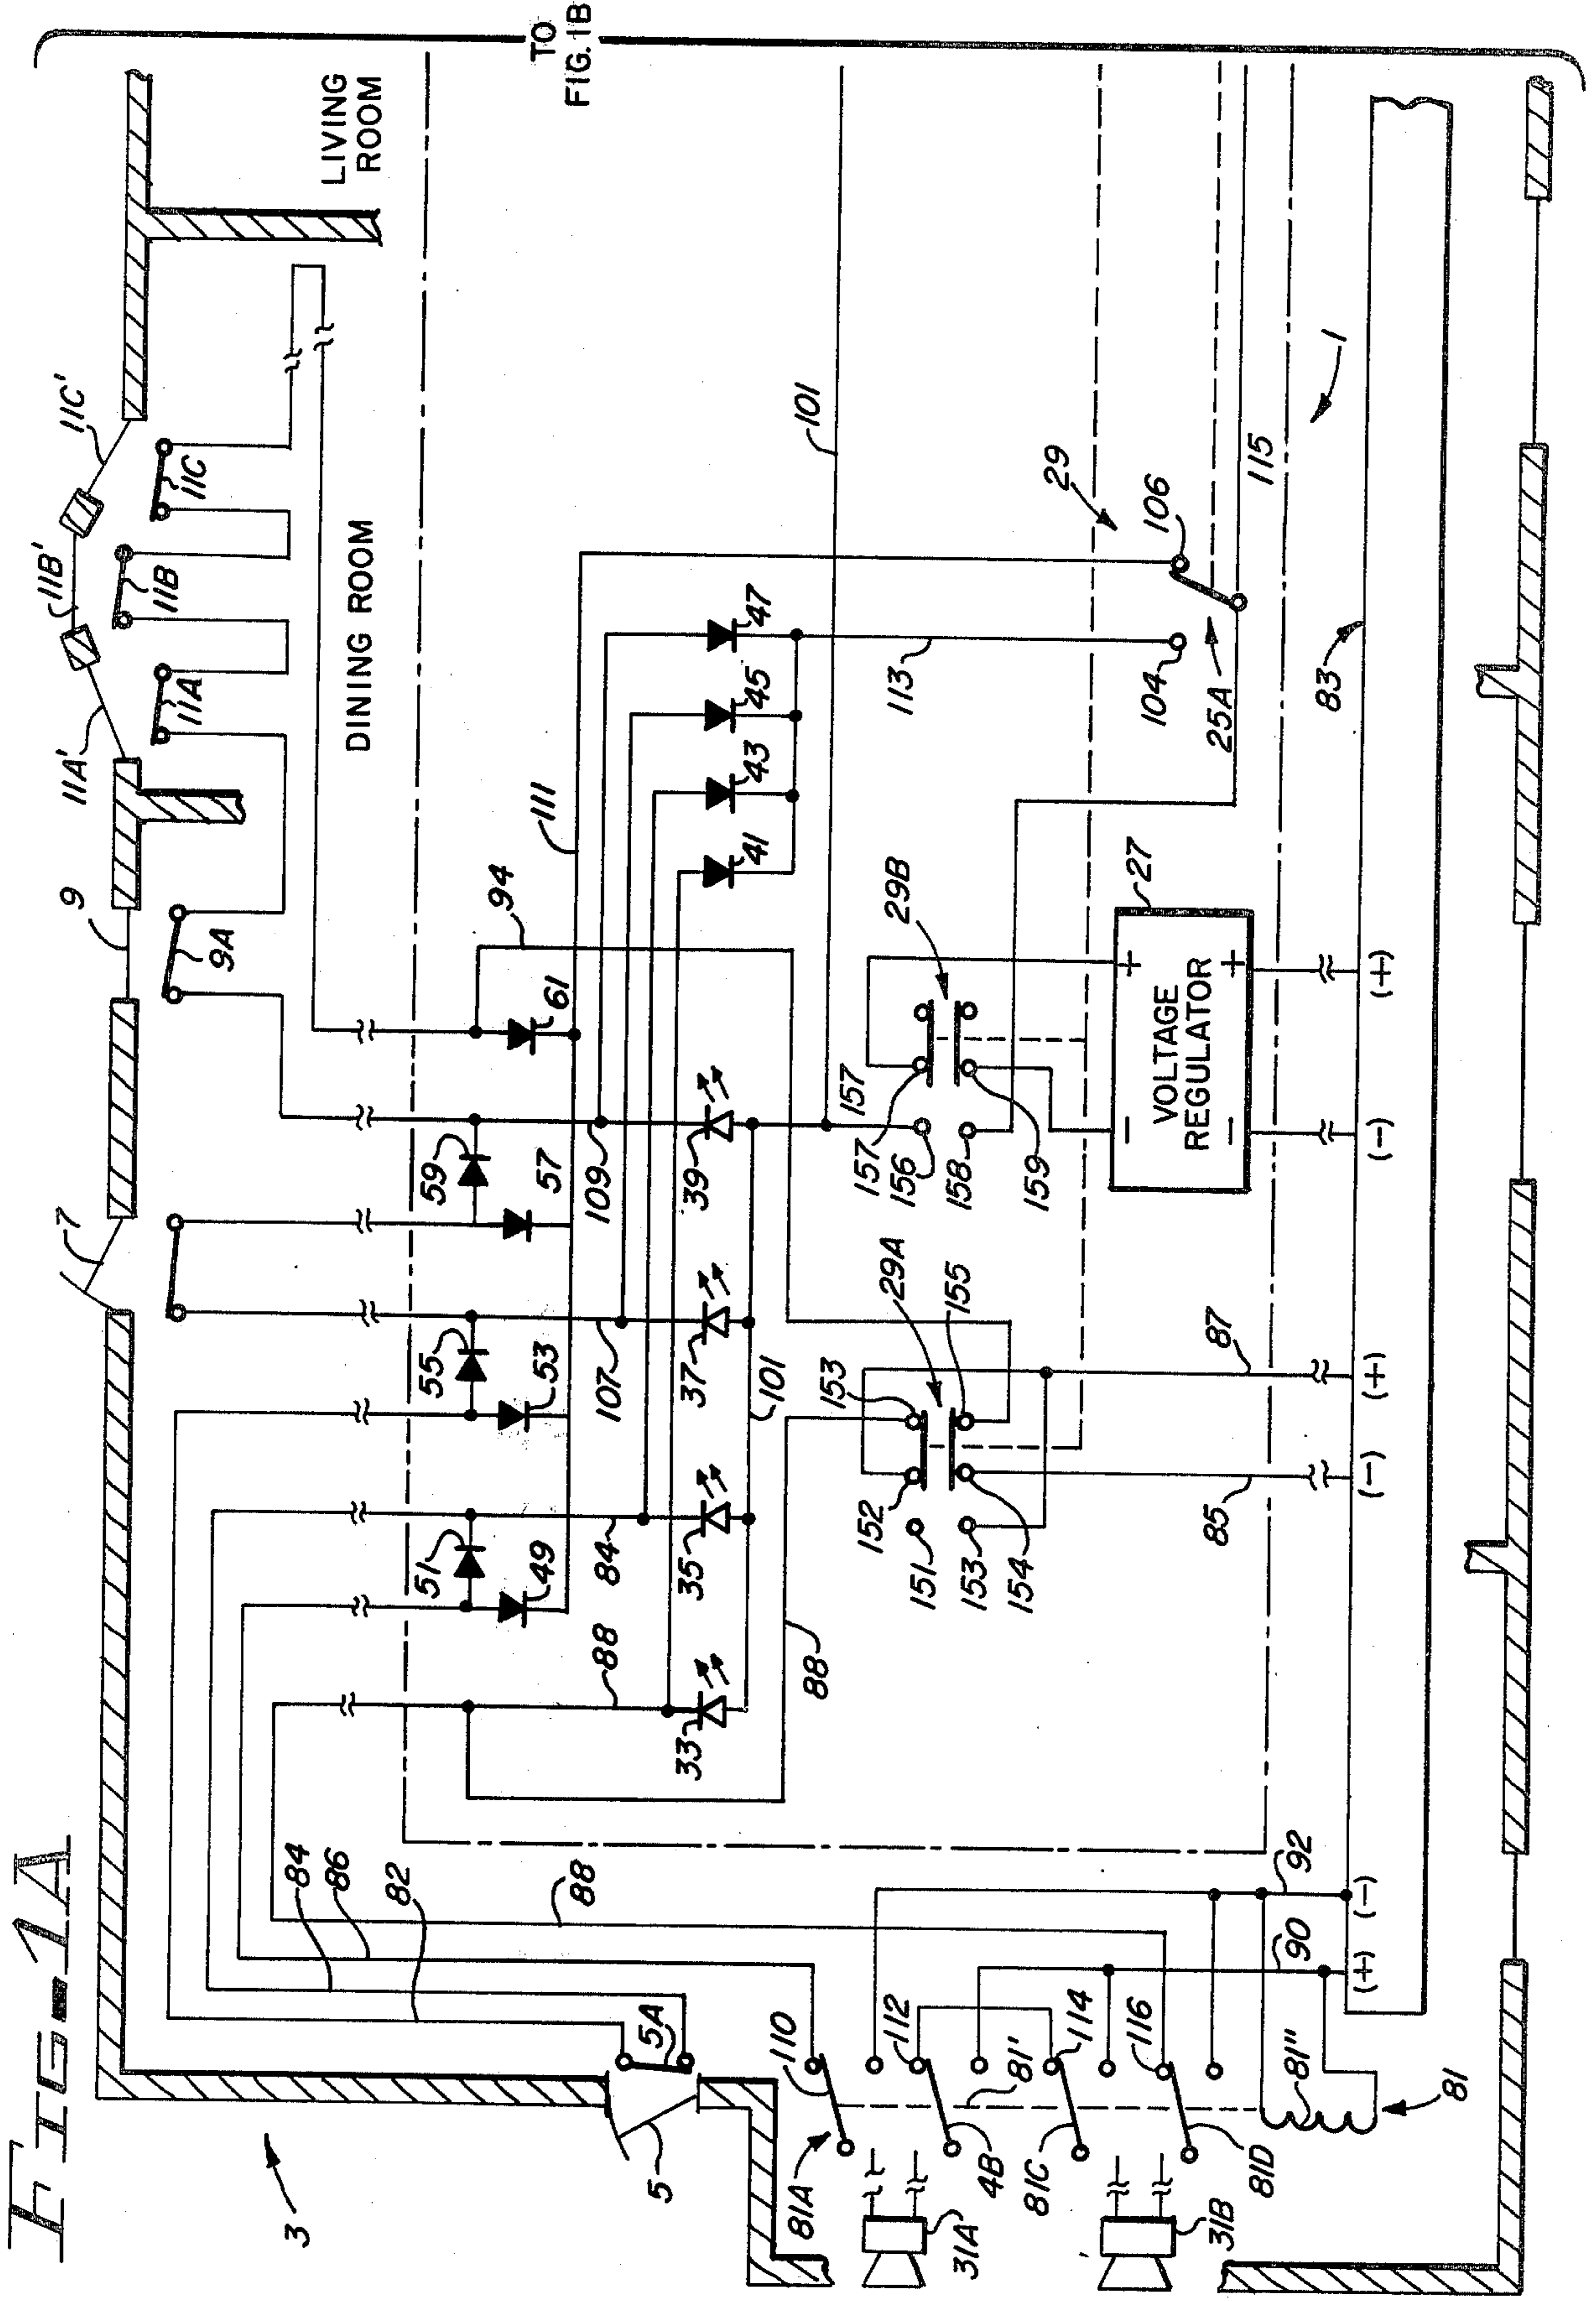 FIG-1A
TO
FIG. 1B
LIVING
ROOM
DINING ROOM
3
5
5A
7
9
9A
11A'
11B'
11C'
11A
11B
11C
84
86
82
88
88
84
107
109
111
94
101
51
49
55
53
59
57
61
33
35
37
39
41
43
45
47
101
113
88
29A
153
155
152
151
153
154
29B
157
157
156
158
159
27
VOLTAGE
REGULATOR
−
+
−
+
29
106
104
25A
115
1
83
85
87
(−)
(+)
(−)
(+)
92
90
(−)
(+)
110
112
81'
114
116
81"
81
81A
4B
81C
81D
31A
31B